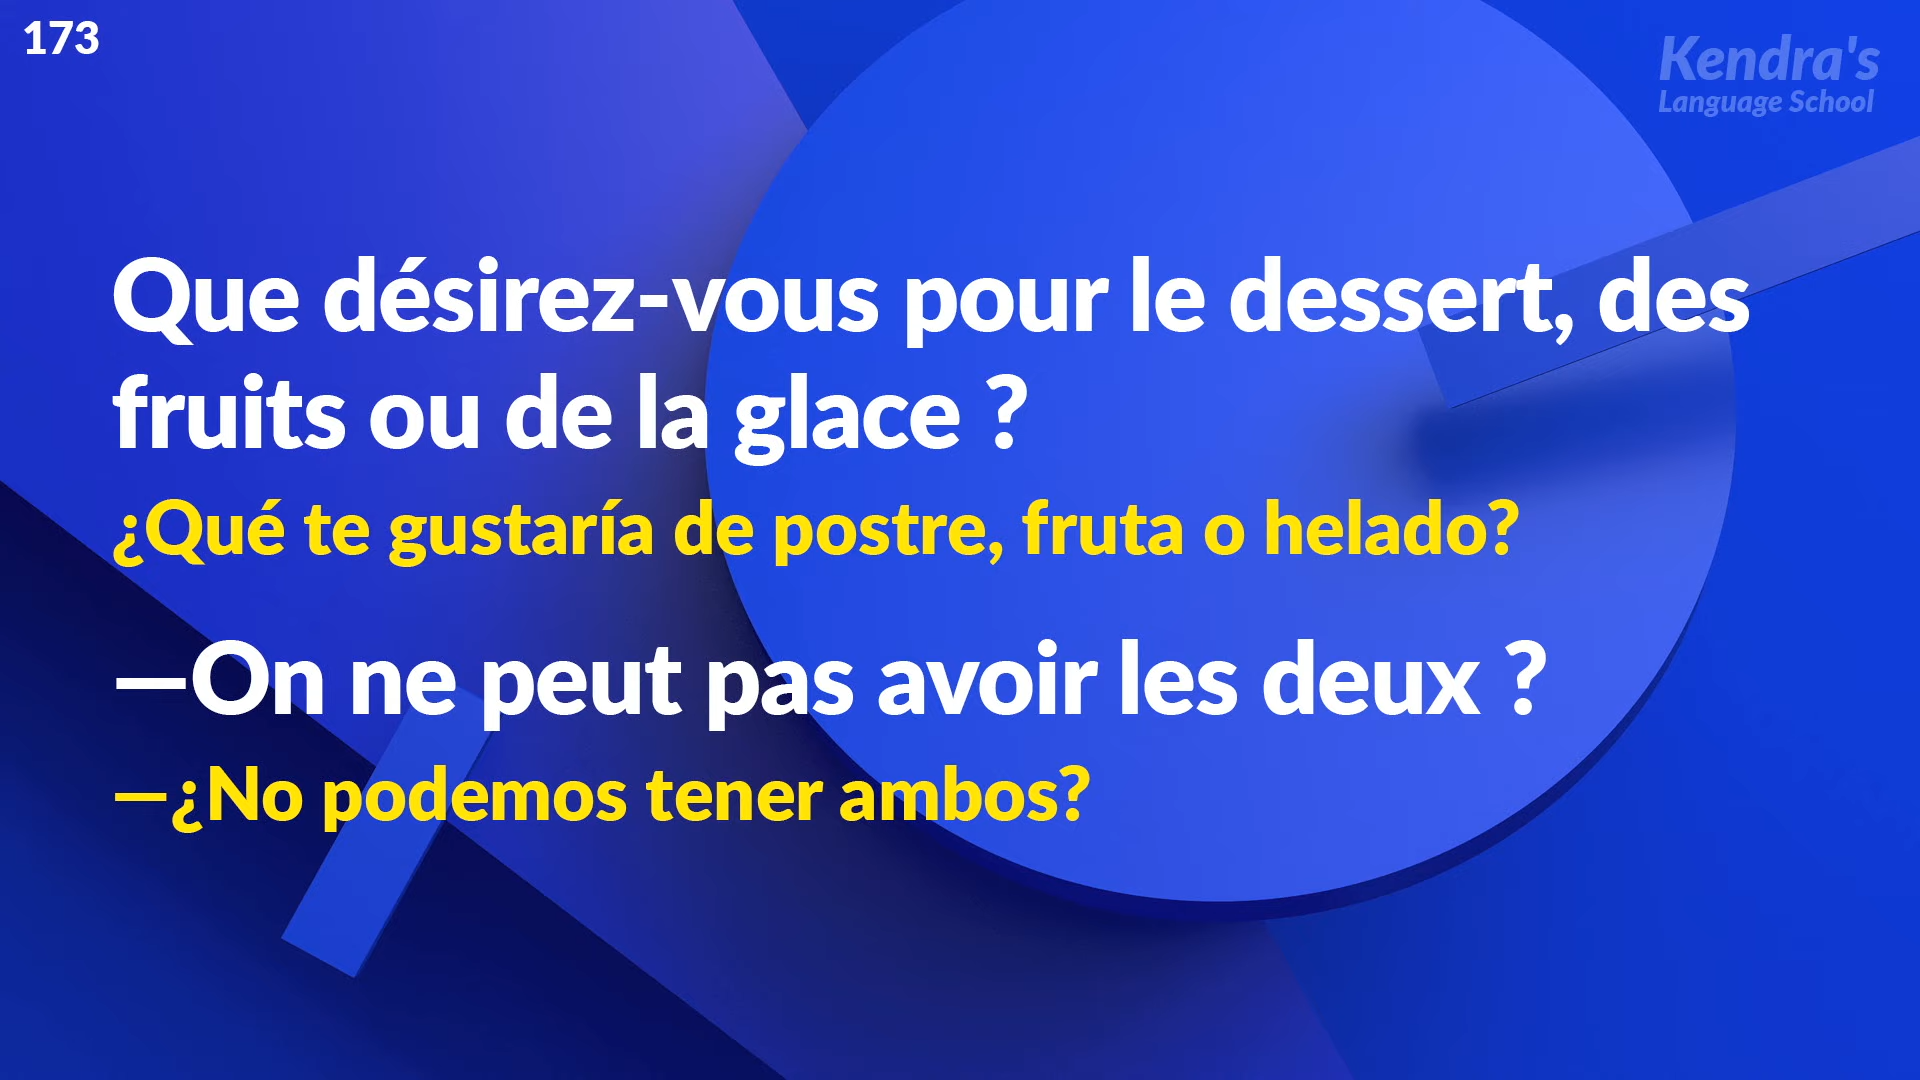 173
Kendra's
Language School
Que désirez-vous pour le dessert, des
fruits ou de la glace ?
¿Qué te gustaría de postre, fruta o helado?
—On ne peut pas avoir les deux ?
—¿No podemos tener ambos?